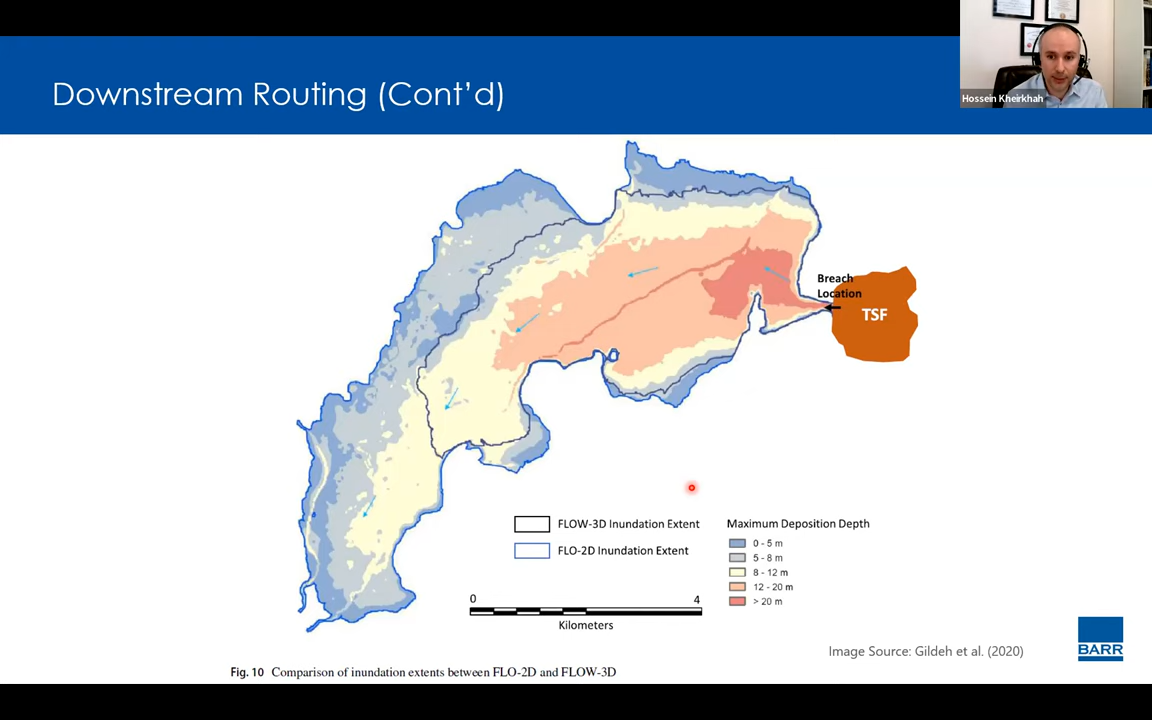 Downstream Routing (Cont'd)
Hossein Kheirkhah
Breach
Location
TSF
FLOW-3D Inundation Extent
FLO-2D Inundation Extent
0 4
Kilometers
Maximum Deposition Depth
0 - 5 m
5 - 8 m
8 - 12 m
12 - 20 m
> 20 m
Image Source: Gildeh et al. (2020)
BARR
Fig. 10 Comparison of inundation extents between FLO-2D and FLOW-3D